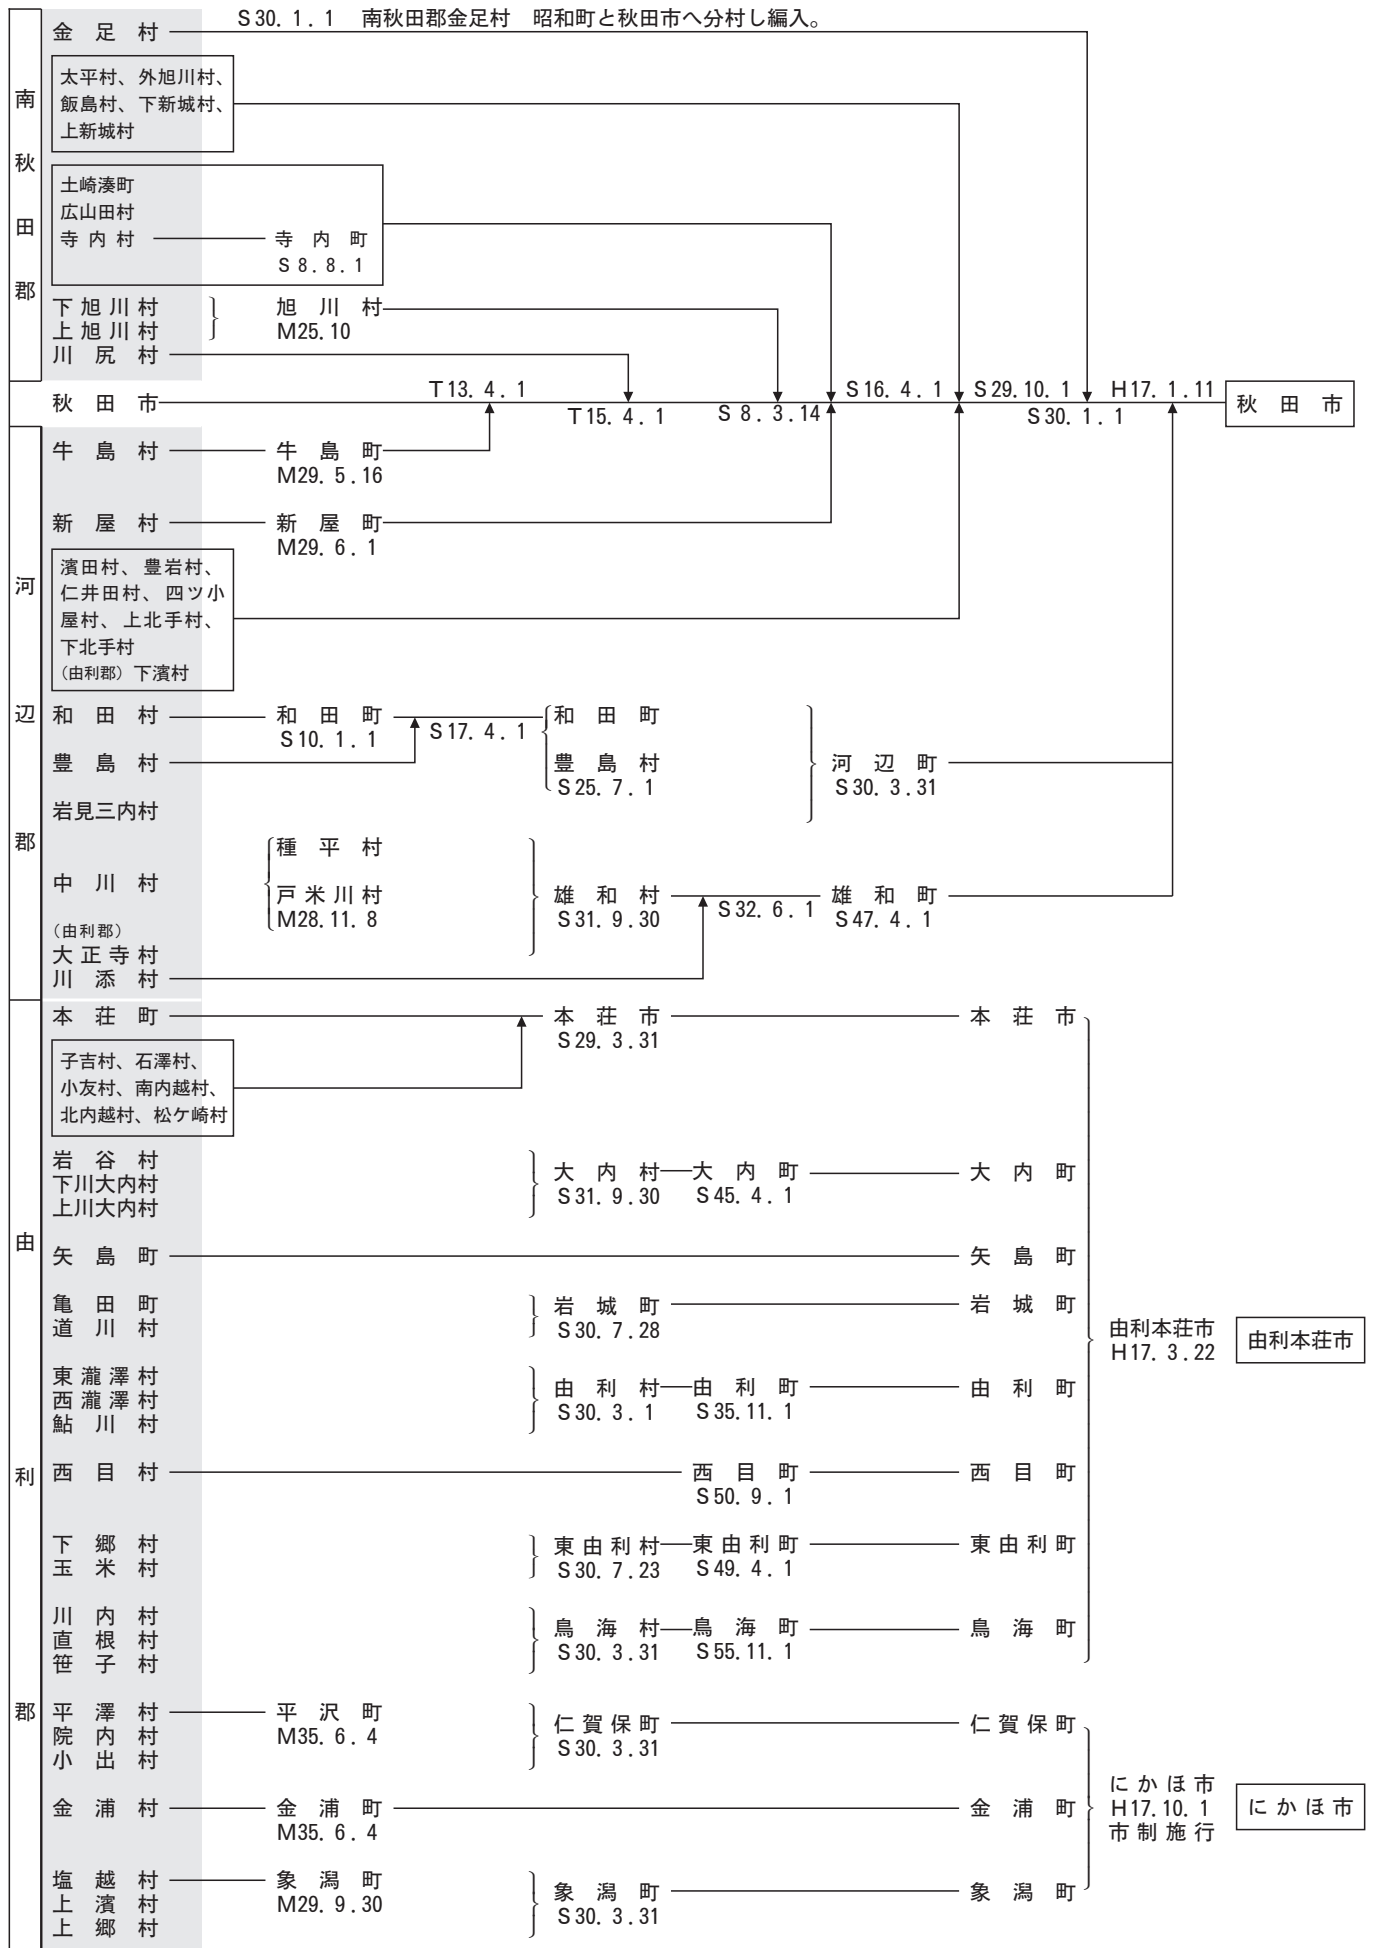 S30. 1. 1 南秋田郡金足村 昭和町と秋田市へ分村し編入。
南秋田郡
金足村
太平村、外旭川村、
飯島村、下新城村、
上新城村
土崎湊町
広山田村
寺内村 寺内町
S 8. 8. 1
下旭川村 旭川村
上旭川村 M25. 10
川尻村
T13. 4. 1 S16. 4. 1 S29. 10. 1 H17. 1. 11
秋田市 秋田市
T15. 4. 1 S 8. 3. 14 S30. 1. 1
河辺郡
牛島村 牛島町
M29. 5. 16
新屋村 新屋町
M29. 6. 1
濱田村、豊岩村、
仁井田村、四ツ小
屋村、上北手村、
下北手村
(由利郡) 下濱村
和田村 和田町 和田町
S10. 1. 1 S17. 4. 1
豊島村 豊島村 河辺町
S25. 7. 1 S30. 3. 31
岩見三内村
種平村
中川村
戸米川村 雄和村 雄和町
M28. 11. 8 S31. 9. 30 S32. 6. 1 S47. 4. 1
(由利郡)
大正寺村
川添村
由利郡
本荘町 本荘市 本荘市
S29. 3. 31
子吉村、石澤村、
小友村、南内越村、
北内越村、松ケ崎村
岩谷村
下川大内村 大内村 大内町 大内町
上川大内村 S31. 9. 30 S45. 4. 1
矢島町 矢島町
亀田町 岩城町 岩城町
道川村 S30. 7. 28
由利本荘市 由利本荘市
H17. 3. 22
東瀧澤村
西瀧澤村 由利村 由利町 由利町
鮎川村 S30. 3. 1 S35. 11. 1
西目村 西目町 西目町
S50. 9. 1
下郷村 東由利村 東由利町 東由利町
玉米村 S30. 7. 23 S49. 4. 1
川内村
直根村 鳥海村 鳥海町 鳥海町
笹子村 S30. 3. 31 S55. 11. 1
平澤村 平沢町
院内村 M35. 6. 4 仁賀保町 仁賀保町
小出村 S30. 3. 31
にかほ市
金浦村 金浦町 金浦町 H17. 10. 1 にかほ市
M35. 6. 4 市制施行
塩越村 象潟町
上濱村 M29. 9. 30 象潟町 象潟町
上郷村 S30. 3. 31